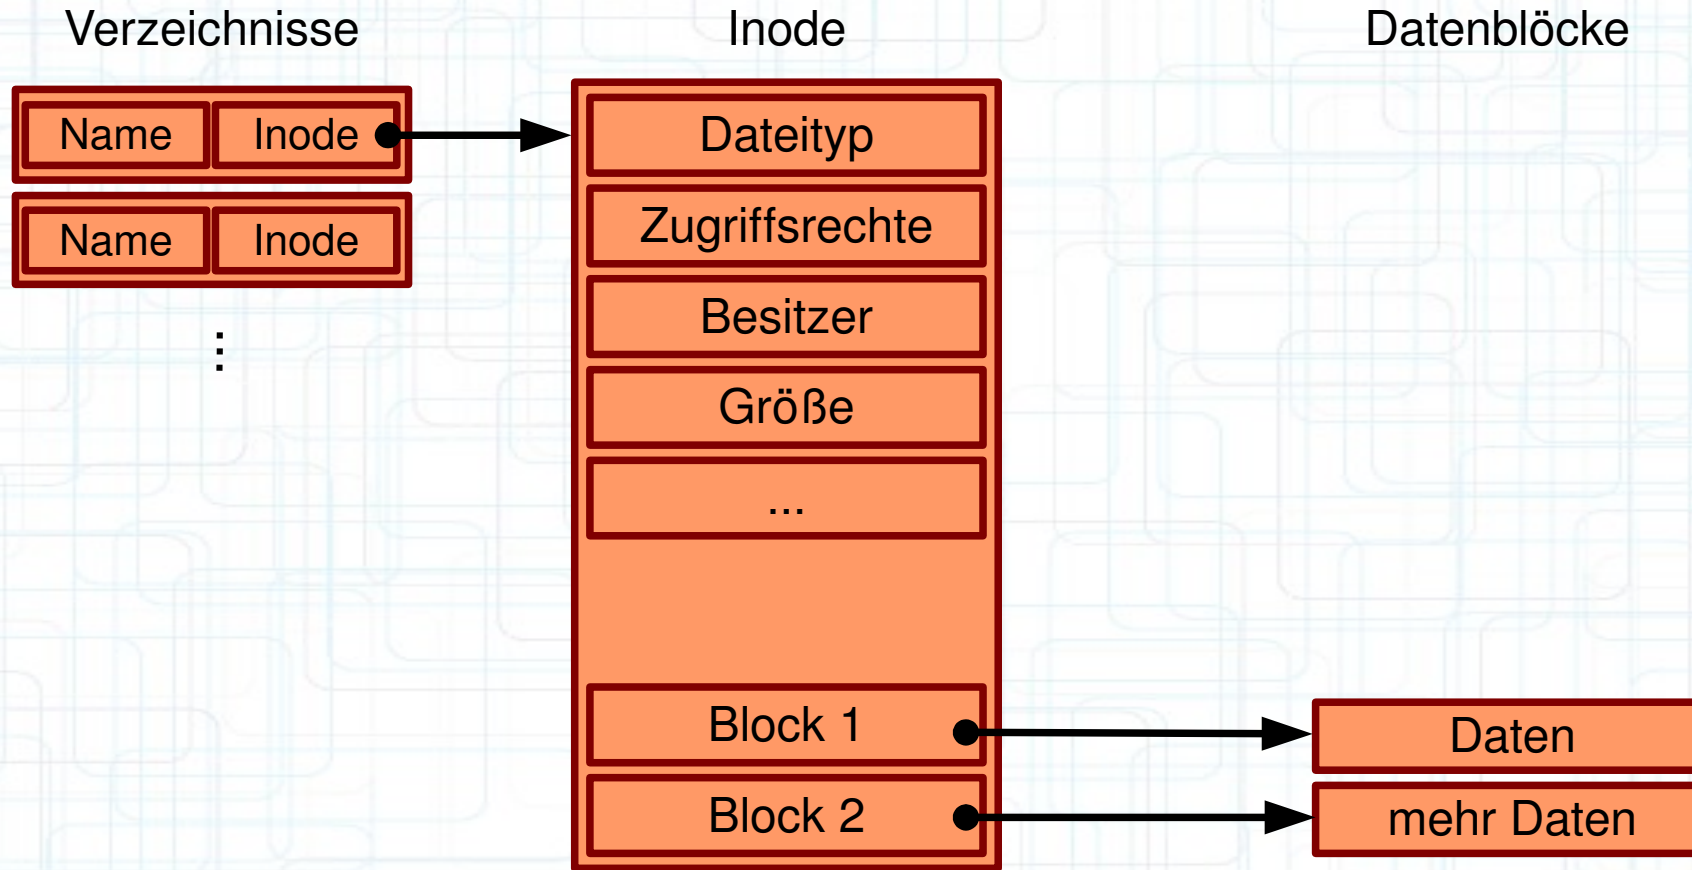 Verzeichnisse
Inode
Datenblöcke
Name
Inode
Name
Inode
⋮
Dateityp
Zugriffsrechte
Besitzer
Größe
...
Block 1
Block 2
Daten
mehr Daten